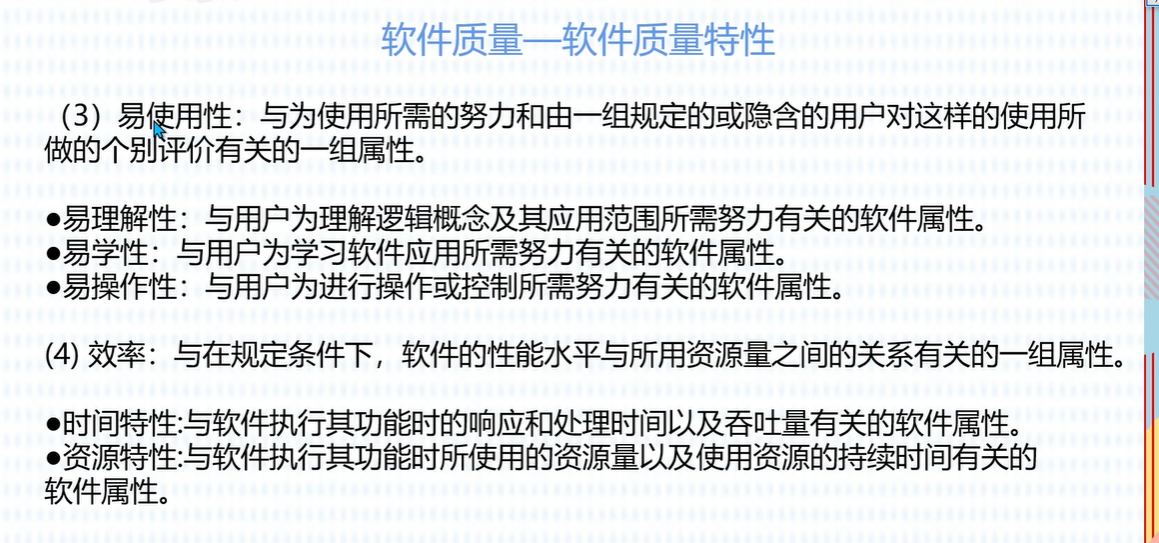 软件质量—软件质量特性
（3）易使用性：与为使用所需的努力和由一组规定的或隐含的用户对这样的使用所
做的个别评价有关的一组属性。
●易理解性：与用户为理解逻辑概念及其应用范围所需努力有关的软件属性。
●易学性：与用户为学习软件应用所需努力有关的软件属性。
●易操作性：与用户为进行操作或控制所需努力有关的软件属性。
(4) 效率：与在规定条件下，软件的性能水平与所用资源量之间的关系有关的一组属性。
●时间特性:与软件执行其功能时的响应和处理时间以及吞吐量有关的软件属性。
●资源特性:与软件执行其功能时所使用的资源量以及使用资源的持续时间有关的
软件属性。